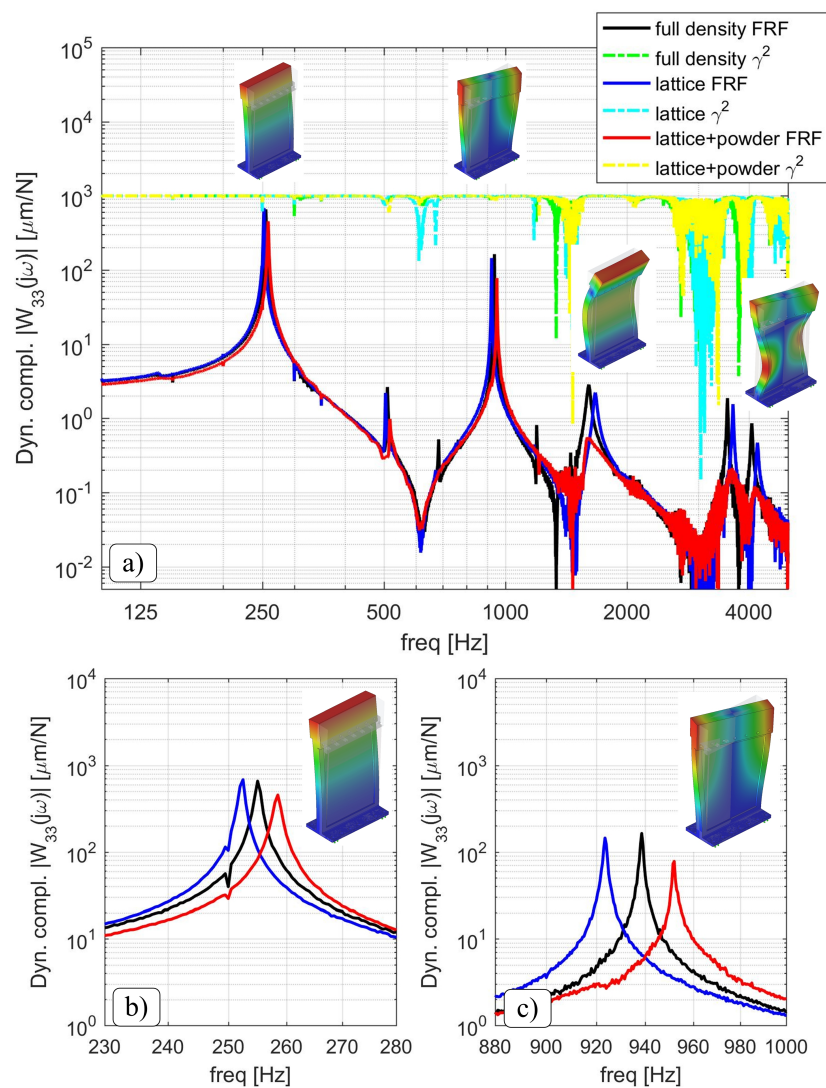 full density FRF
full density γ²
lattice FRF
lattice γ²
lattice+powder FRF
lattice+powder γ²
Dyn. compl. |W₃₃(jω)| [μm/N]
10⁵
10⁴
10³
10²
10¹
10⁰
10⁻¹
10⁻²
a)
125 250 500 1000 2000 4000
freq [Hz]
Dyn. compl. |W₃₃(jω)| [μm/N]
10⁴
10³
10²
10¹
10⁰
b)
230 240 250 260 270 280
freq [Hz]
Dyn. compl. |W₃₃(jω)| [μm/N]
10⁴
10³
10²
10¹
10⁰
c)
880 900 920 940 960 980 1000
freq [Hz]